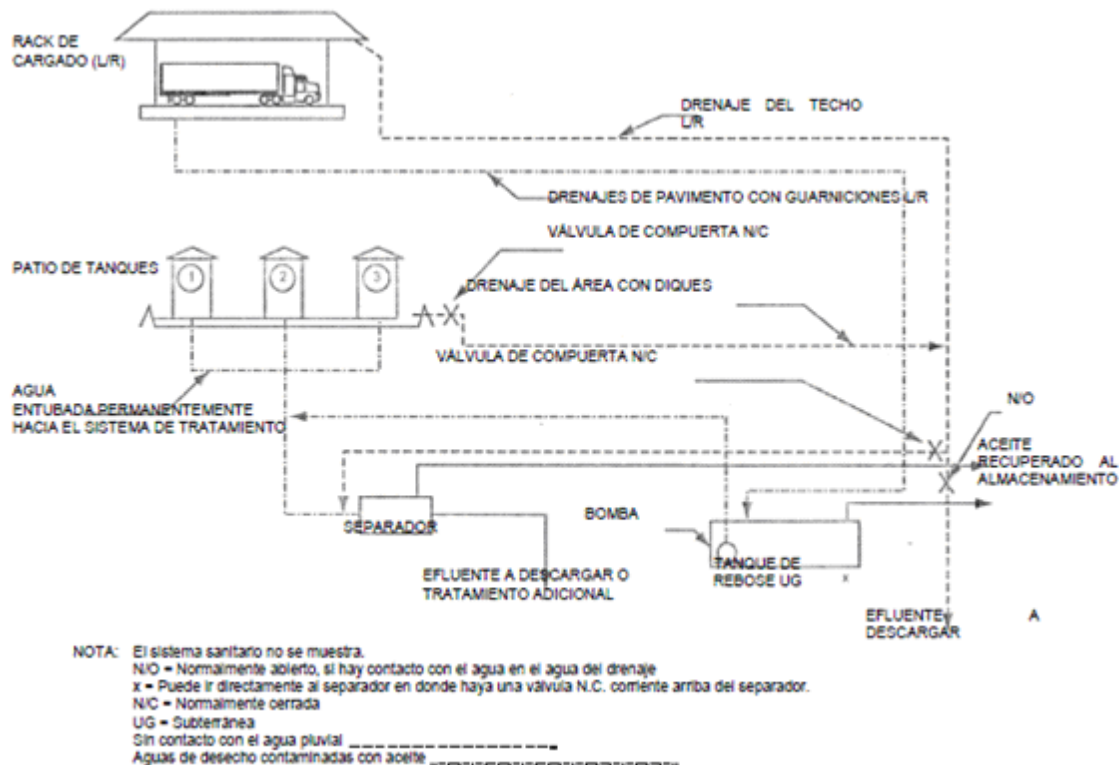 RACK DE
CARGADO (L/R)
DRENAJE DEL TECHO
L/R
DRENAJES DE PAVIMENTO CON GUARNICIONES L/R
VÁLVULA DE COMPUERTA N/C
PATIO DE TANQUES
1
2
3
DRENAJE DEL ÁREA CON DIQUES
VÁLVULA DE COMPUERTA N/C
AGUA
ENTUBADA PERMANENTEMENTE
HACIA EL SISTEMA DE TRATAMIENTO
N/O
ACEITE
RECUPERADO AL
ALMACENAMIENTO
BOMBA
SEPARADOR
TANQUE DE
REBOSE UG
x
EFLUENTE A DESCARGAR O
TRATAMIENTO ADICIONAL
EFLUENTE A
DESCARGAR
NOTA: El sistema sanitario no se muestra.
N/O = Normalmente abierto, si hay contacto con el agua en el agua del drenaje
x = Puede ir directamente al separador en donde haya una válvula N.C. corriente arriba del separador.
N/C = Normalmente cerrada
UG = Subterránea
Sin contacto con el agua pluvial
Aguas de desecho contaminadas con aceite